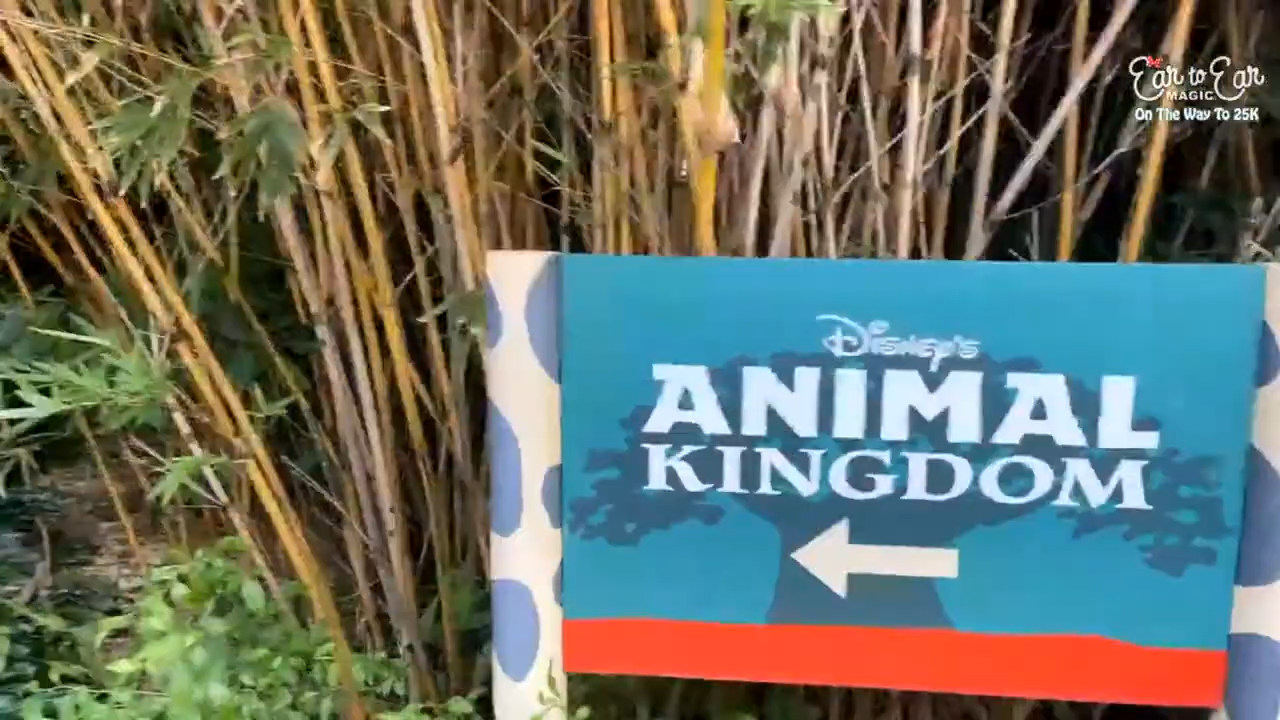 Ear to Ear
MAGIC
On The Way To 25K
Disney's
ANIMAL
KINGDOM